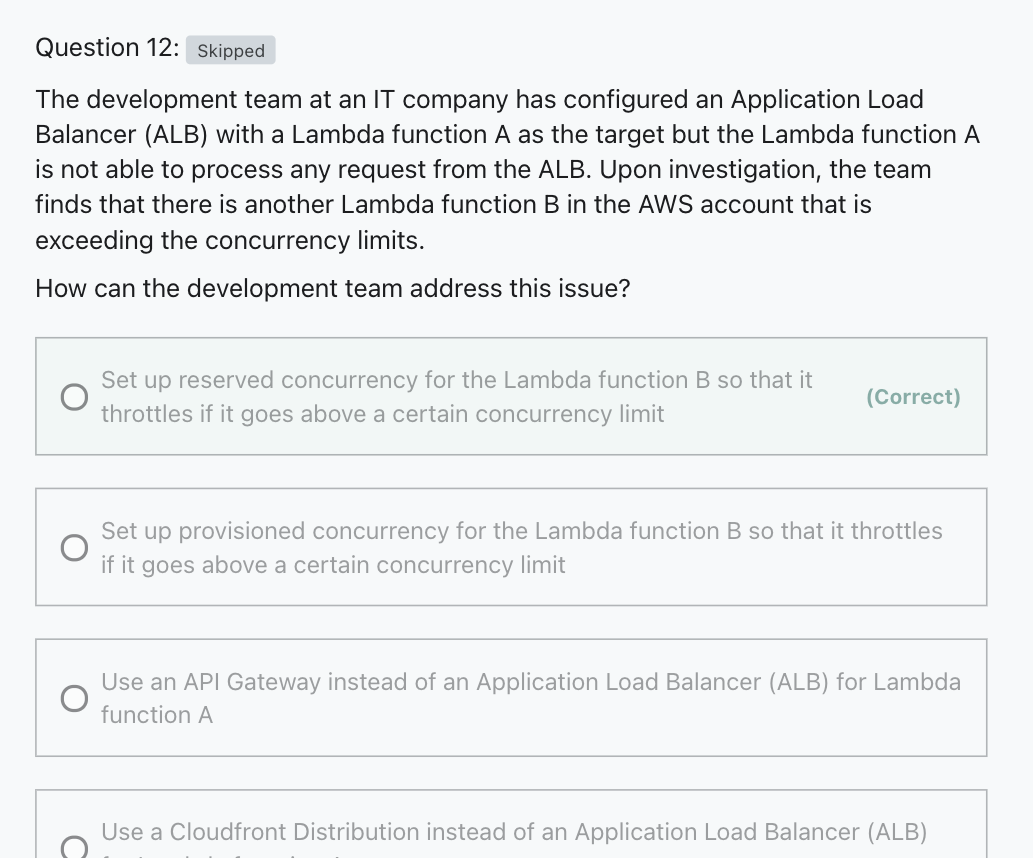 Question 12: Skipped
The development team at an IT company has configured an Application Load
Balancer (ALB) with a Lambda function A as the target but the Lambda function A
is not able to process any request from the ALB. Upon investigation, the team
finds that there is another Lambda function B in the AWS account that is
exceeding the concurrency limits.
How can the development team address this issue?
Set up reserved concurrency for the Lambda function B so that it
throttles if it goes above a certain concurrency limit
(Correct)
Set up provisioned concurrency for the Lambda function B so that it throttles
if it goes above a certain concurrency limit
Use an API Gateway instead of an Application Load Balancer (ALB) for Lambda
function A
Use a Cloudfront Distribution instead of an Application Load Balancer (ALB)